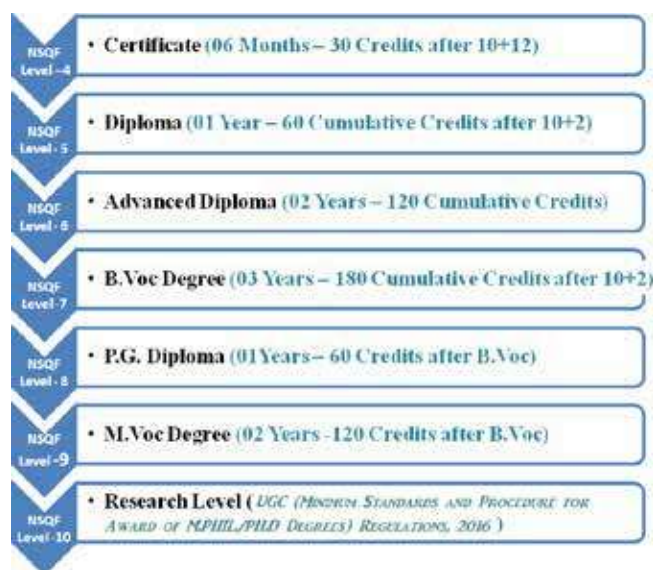 NSQF
Level -4
• Certificate (06 Months – 30 Credits after 10+12)
NSQF
Level- 5
• Diploma (01 Year – 60 Cumulative Credits after 10+2)
NSQF
Level- 6
• Advanced Diploma (02 Years – 120 Cumulative Credits)
NSQF
Level-7
• B.Voc Degree (03 Years – 180 Cumulative Credits after 10+2)
NSQF
Level - 8
• P.G. Diploma (01Years – 60 Credits after B.Voc)
NSQF
Level -9
• M.Voc Degree (02 Years -120 Credits after B.Voc)
NSQF
Level-10
• Research Level ( UGC (MINIMUM STANDARDS AND PROCEDURE FOR
AWARD OF M.PHIL/PH.D DEGREES) REGULATIONS, 2016 )